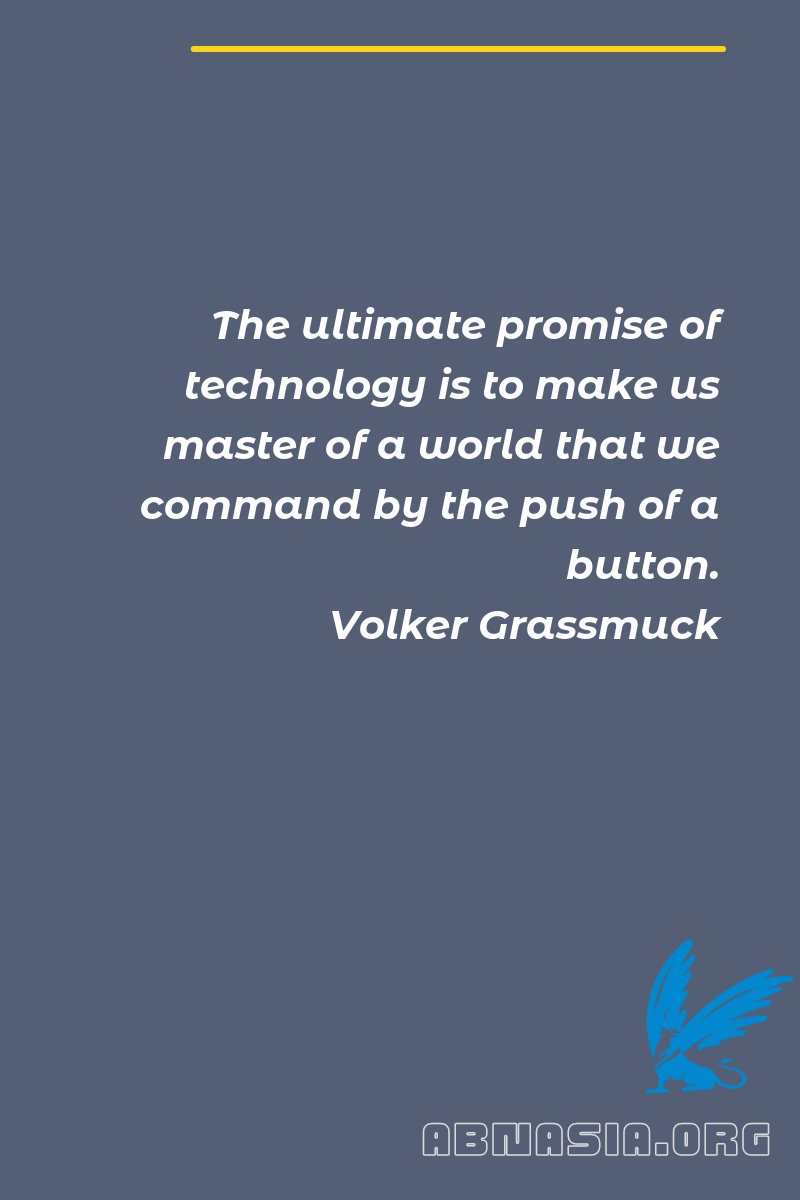 The ultimate promise of
technology is to make us
master of a world that we
command by the push of a
button.
Volker Grassmuck
ABNASIA.ORG